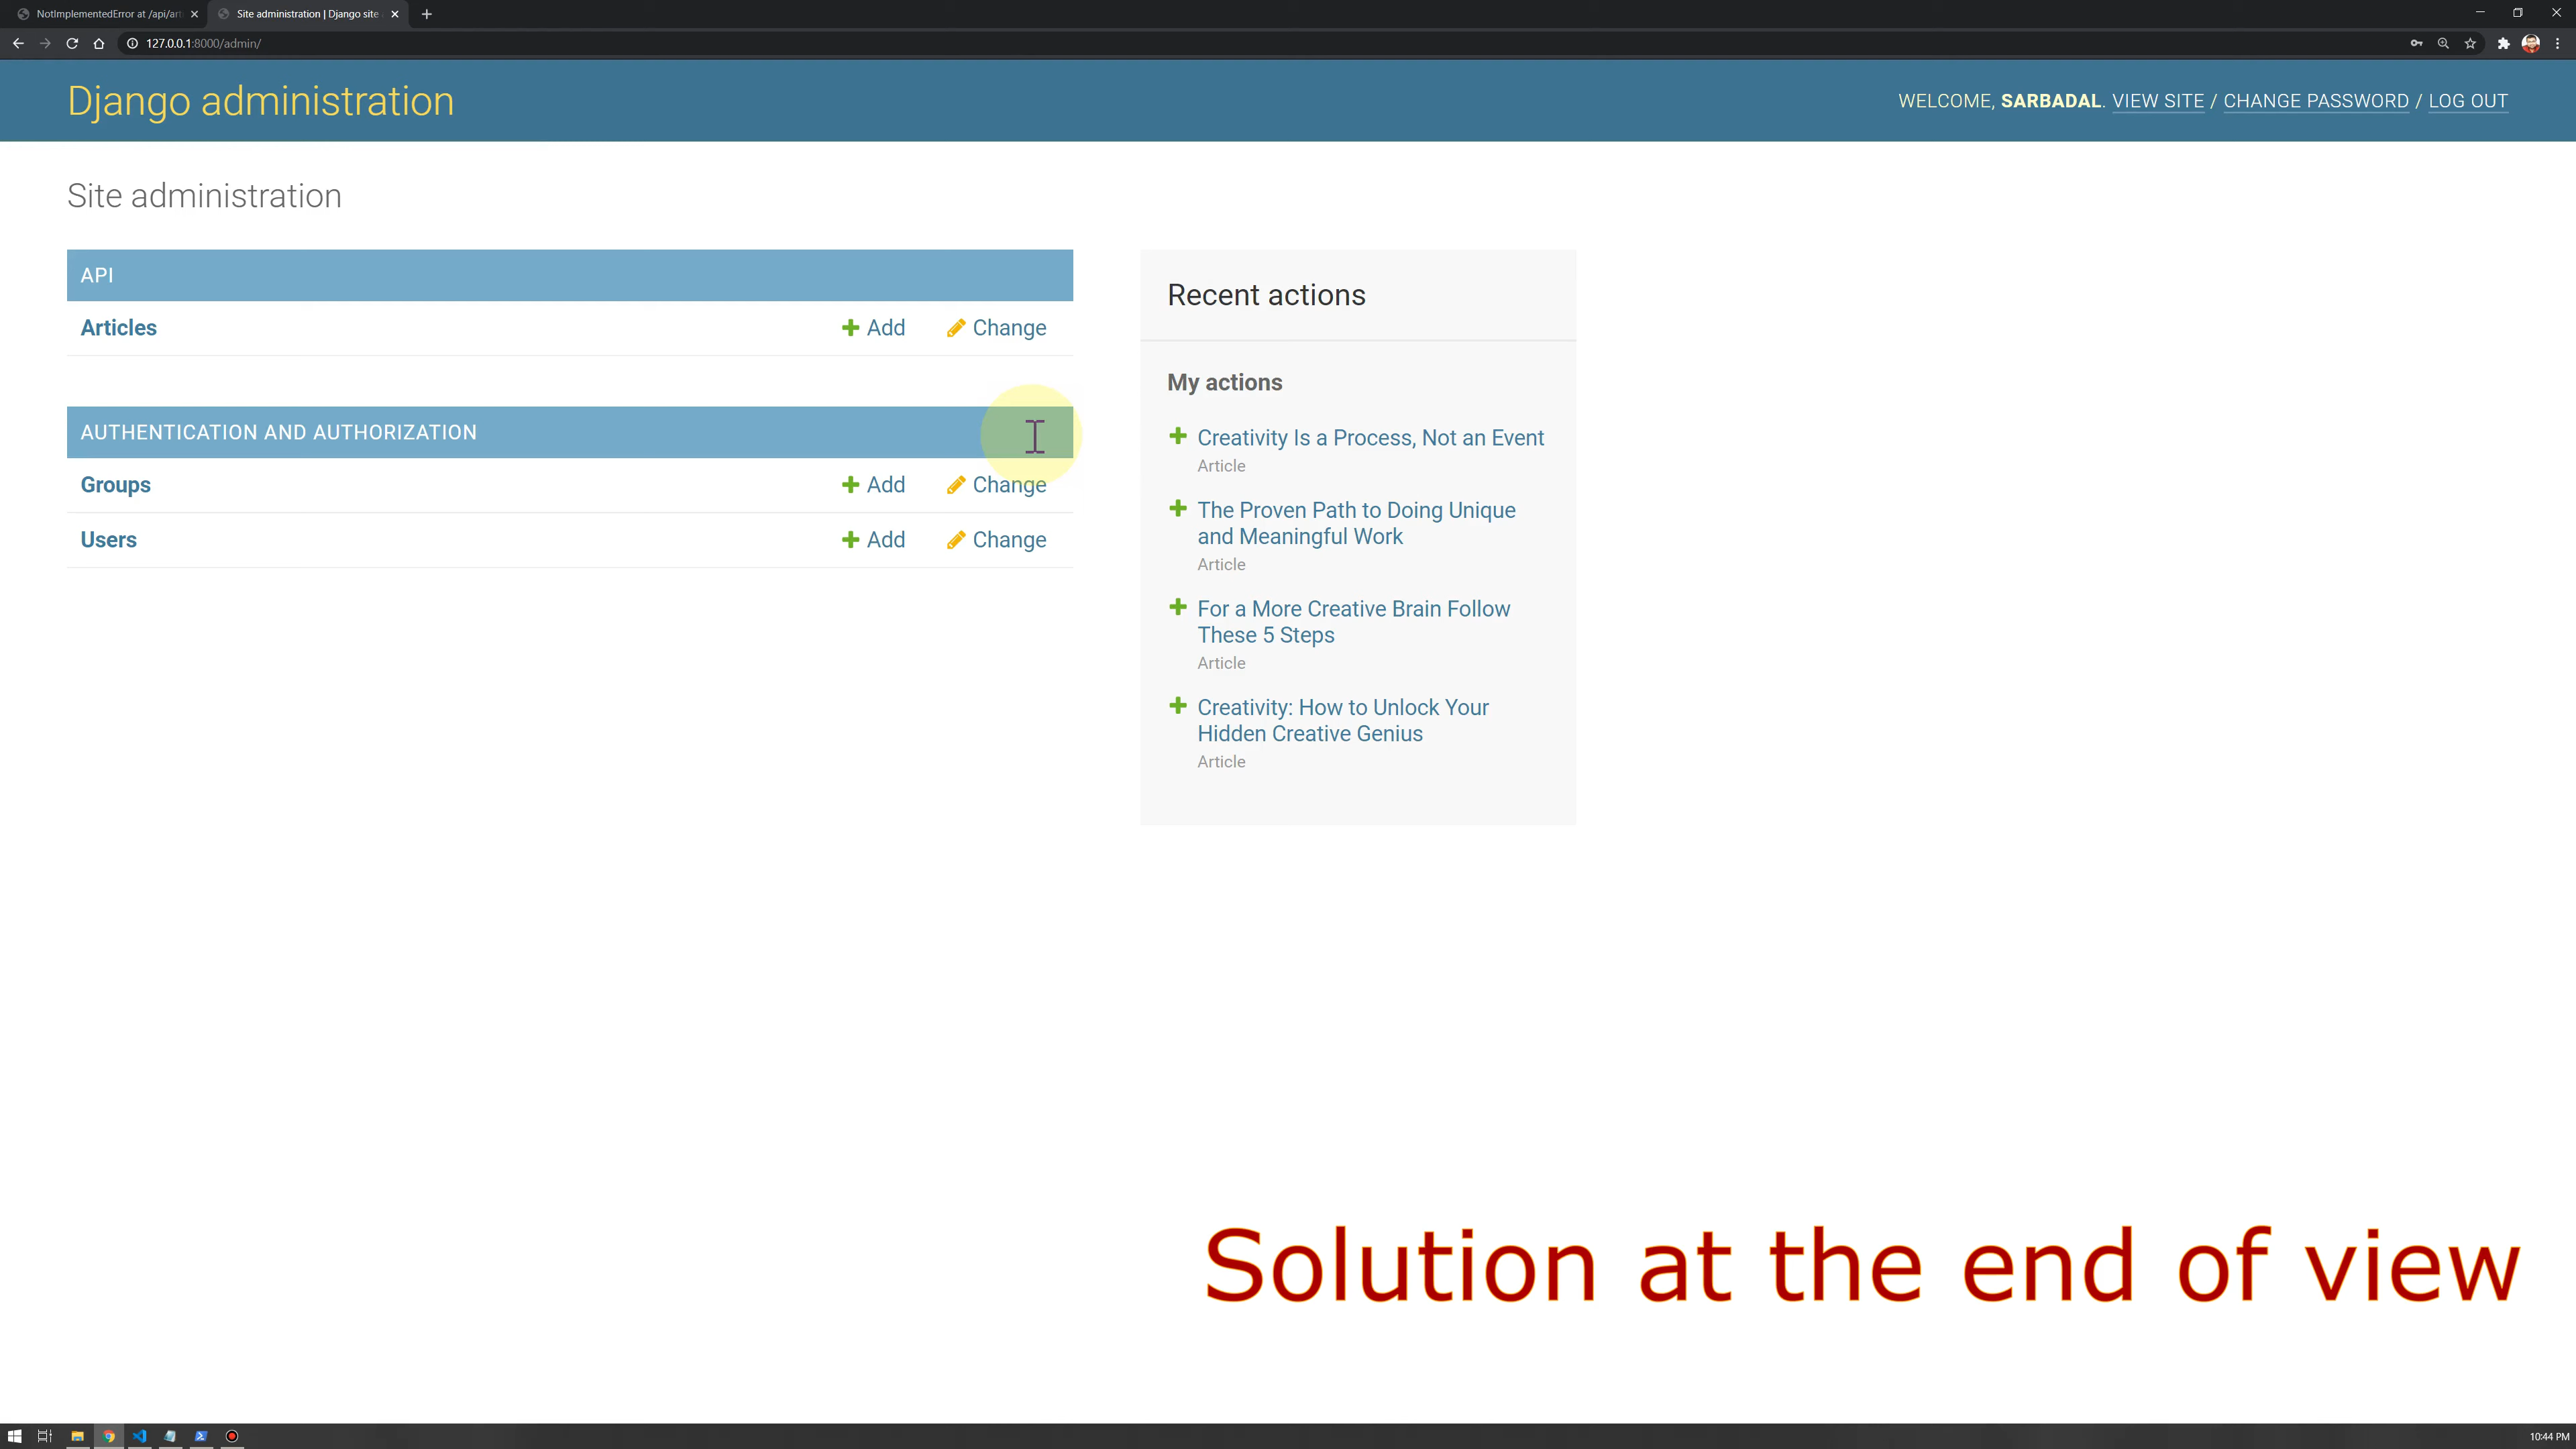 NotImplementedError at /api/art
Site administration | Django site
127.0.0.1:8000/admin/
Django administration
WELCOME, SARBADAL. VIEW SITE / CHANGE PASSWORD / LOG OUT
Site administration
API
Articles
Add
Change
AUTHENTICATION AND AUTHORIZATION
Groups
Add
Change
Users
Add
Change
Recent actions
My actions
Creativity Is a Process, Not an Event
Article
The Proven Path to Doing Unique
and Meaningful Work
Article
For a More Creative Brain Follow
These 5 Steps
Article
Creativity: How to Unlock Your
Hidden Creative Genius
Article
Solution at the end of view
10:44 PM